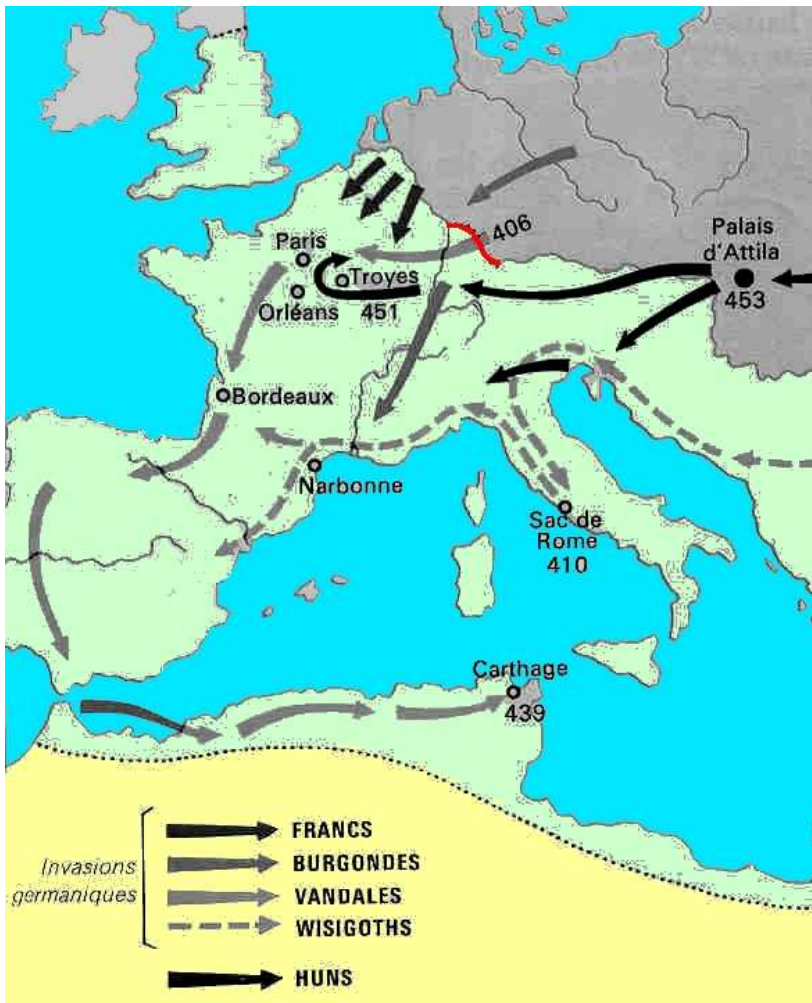 406
Palais
d'Attila
453
Paris
Troyes
Orléans
451
Bordeaux
Narbonne
Sac de
Rome
410
Carthage
439
Invasions
germaniques
FRANCS
BURGONDES
VANDALES
WISIGOTHS
HUNS